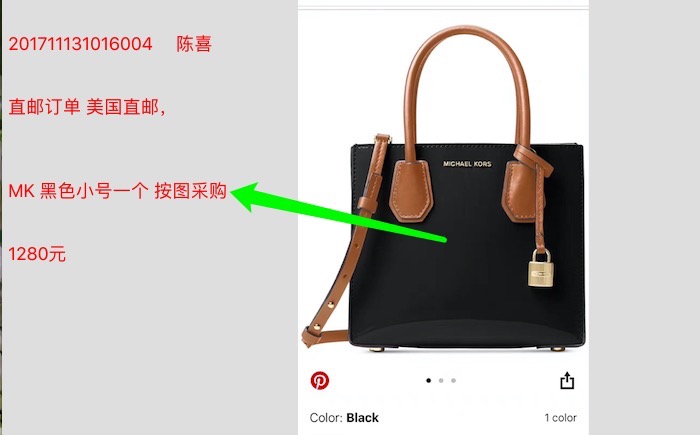 201711131016004 陈喜
直邮订单 美国直邮，
MK 黑色小号一个 按图采购
1280元
MICHAEL KORS
Color: Black 1 color